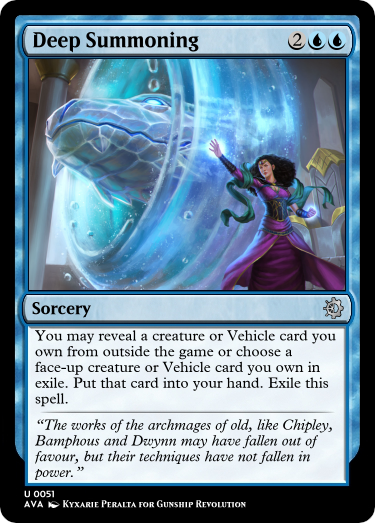 Deep Summoning 2
Sorcery
You may reveal a creature or Vehicle card you
own from outside the game or choose a
face-up creature or Vehicle card you own in
exile. Put that card into your hand. Exile this
spell.
“The works of the archmages of old, like Chipley,
Bamphous and Dwynn may have fallen out of
favour, but their techniques have not fallen in
power.”
U 0051
AVA Kyxarie Peralta for Gunship Revolution